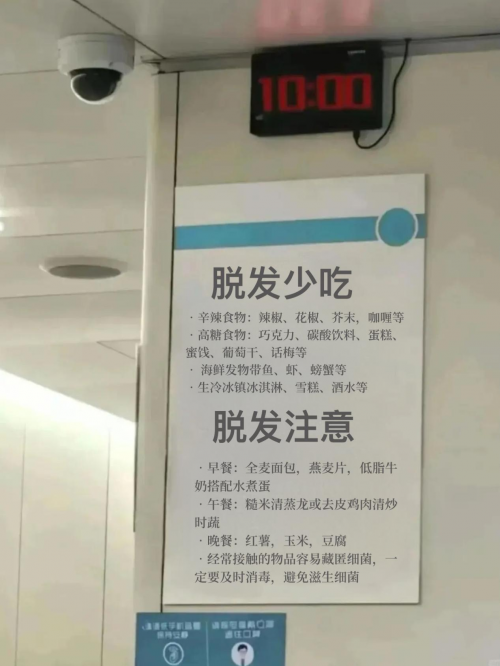 10:00
脱发少吃
· 辛辣食物：辣椒、花椒、芥末，咖喱等
· 高糖食物：巧克力、碳酸饮料、蛋糕、
蜜饯、葡萄干、话梅等
· 海鲜发物带鱼、虾、螃蟹等
· 生冷冰镇冰淇淋、雪糕、酒水等
脱发注意
· 早餐：全麦面包，燕麦片，低脂牛
奶搭配水煮蛋
· 午餐：糙米清蒸龙或去皮鸡肉清炒
时蔬
· 晚餐：红薯，玉米，豆腐
· 经常接触的物品容易藏匿细菌，一
定要及时消毒，避免滋生细菌